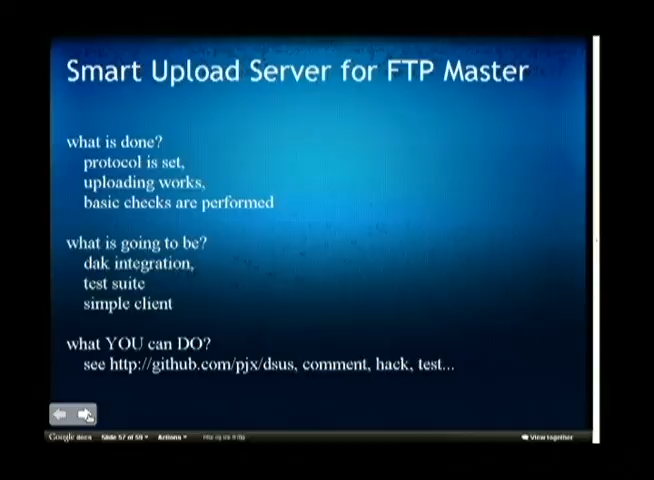 Smart Upload Server for FTP Master
what is done?
protocol is set,
uploading works,
basic checks are performed
what is going to be?
dak integration,
test suite
simple client
what YOU can DO?
see http://github.com/pjx/dsus, comment, hack, test...
Google docs Slide 57 of 59 Actions View together